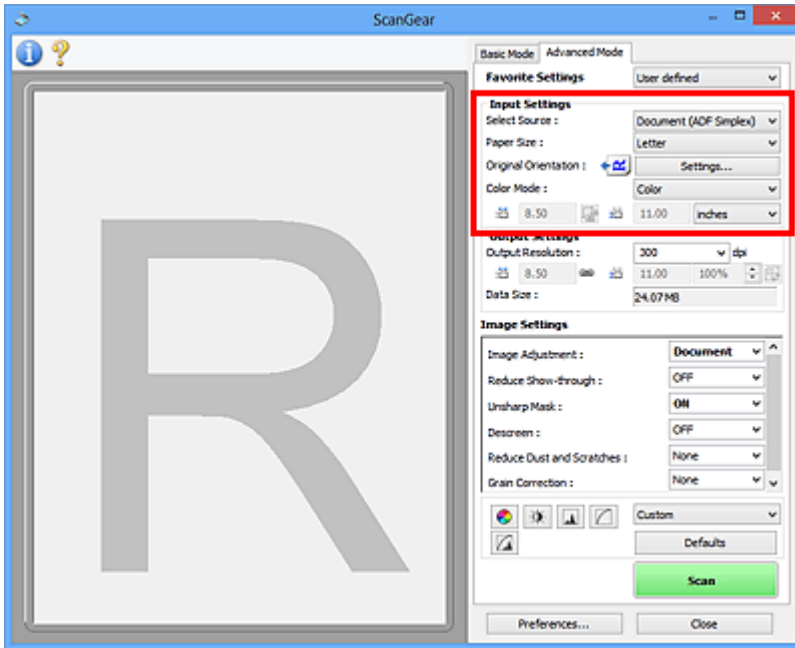 ScanGear
Basic Mode Advanced Mode
Favorite Settings User defined
Input Settings
Select Source : Document (ADF Simplex)
Paper Size : Letter
Original Orientation : R Settings...
Color Mode : Color
8.50 11.00 inches
Output Settings
Output Resolution : 300 dpi
8.50 11.00 100%
Data Size : 24.07 MB
Image Settings
Image Adjustment : Document
Reduce Show-through : OFF
Unsharp Mask : ON
Descreen : OFF
Reduce Dust and Scratches : None
Grain Correction : None
Custom
Defaults
Scan
Preferences... Close
R